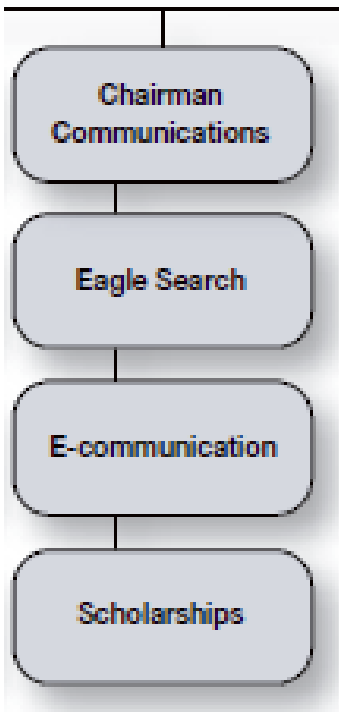 Chairman
Communications
Eagle Search
E-communication
Scholarships